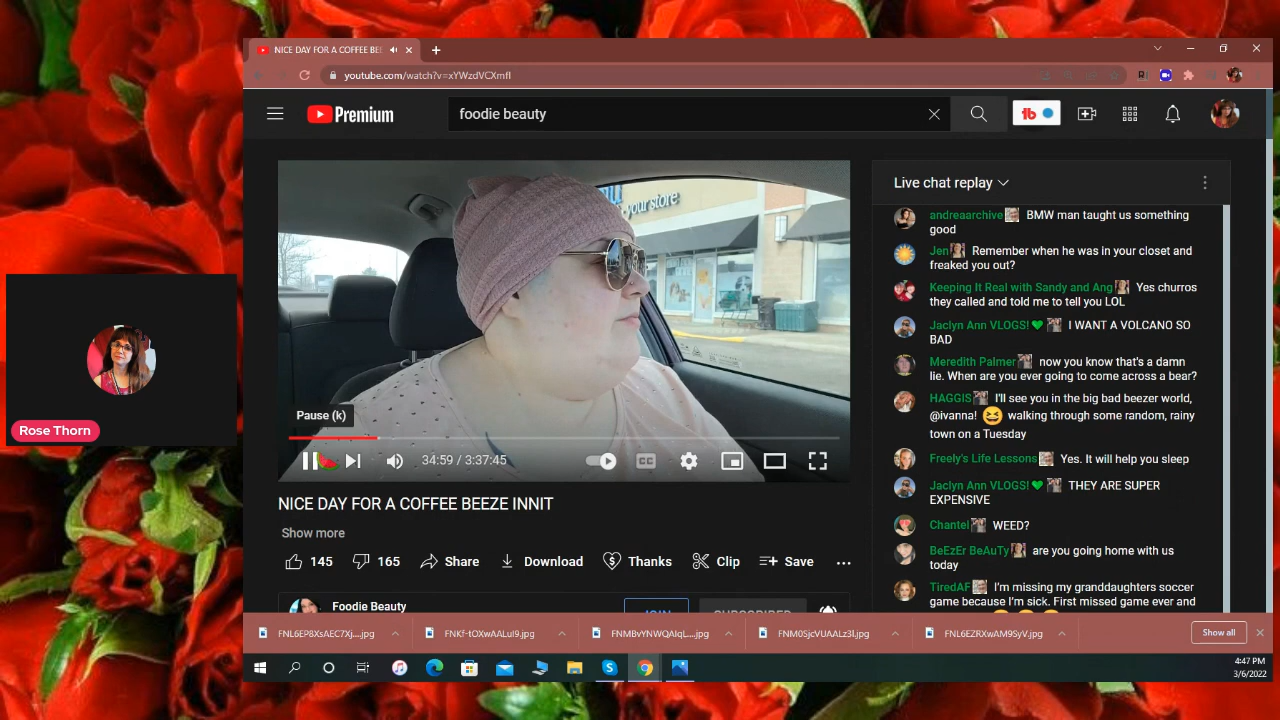 NICE DAY FOR A COFFEE BEE
youtube.com/watch?v=xYWzdVCXmfI
Premium
foodie beauty
Live chat replay
your store
andreaarchive BMW man taught us something
good
Jen Remember when he was in your closet and
freaked you out?
Keeping It Real with Sandy and Ang Yes churros
they called and told me to tell you LOL
Jaclyn Ann VLOGS! I WANT A VOLCANO SO
BAD
Meredith Palmer now you know that's a damn
lie. When are you ever going to come across a bear?
HAGGIS I'll see you in the big bad beezer world,
@ivanna! 😆 walking through some random, rainy
town on a Tuesday
Freely's Life Lessons Yes. It will help you sleep
Jaclyn Ann VLOGS! THEY ARE SUPER
EXPENSIVE
Chantel WEED?
BeEzEr BeAuTy are you going home with us
today
TiredAF I'm missing my granddaughters soccer
game because I'm sick. First missed game ever and
Rose Thorn
Pause (k)
34:59 / 3:37:45
CC
NICE DAY FOR A COFFEE BEEZE INNIT
Show more
145 165 Share Download Thanks Clip Save
Foodie Beauty
JOIN SUBSCRIBED
FNL6EP8XsAEC7Xj....jpg
FNKf-tOXwAALuI9.jpg
FNMBvYNWQAIqL....jpg
FNM0SjcVUAALz3I.jpg
FNL6EZRXwAM9SyV.jpg
Show all
4:47 PM
3/6/2022